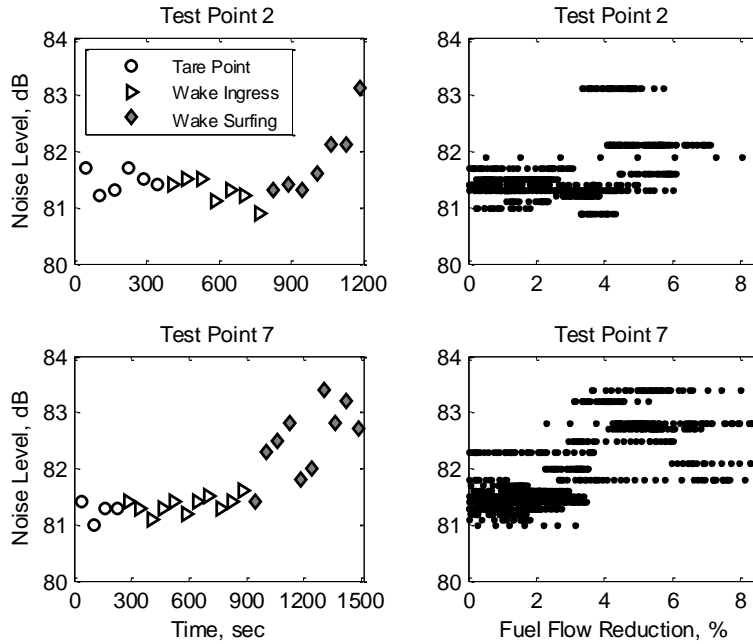 Test Point 2
Noise Level, dB
84
83
82
81
80
Tare Point
Wake Ingress
Wake Surfing
0 300 600 900 1200
Test Point 2
84
83
82
81
80
0 2 4 6 8
Test Point 7
Noise Level, dB
84
83
82
81
80
0 300 600 900 1200 1500
Time, sec
Test Point 7
84
83
82
81
80
0 2 4 6 8
Fuel Flow Reduction, %